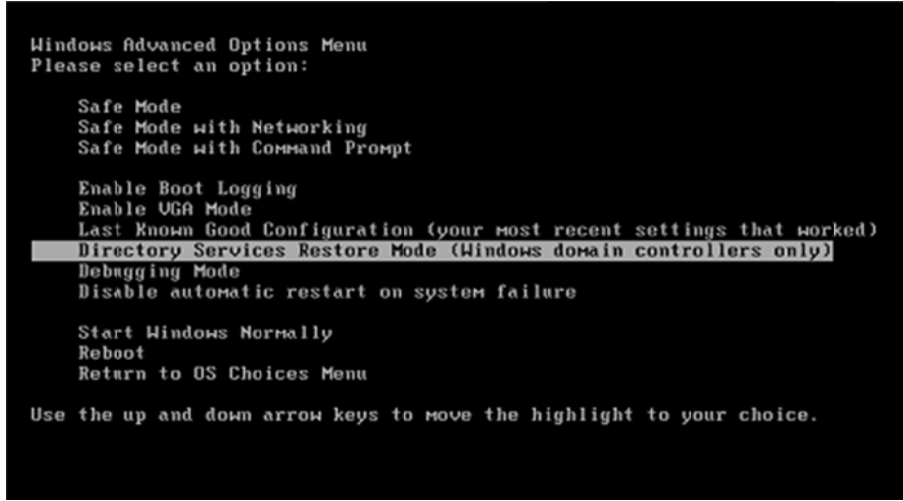 Windows Advanced Options Menu
Please select an option:
Safe Mode
Safe Mode with Networking
Safe Mode with Command Prompt
Enable Boot Logging
Enable VGA Mode
Last Known Good Configuration (your most recent settings that worked)
Directory Services Restore Mode (Windows domain controllers only)
Debugging Mode
Disable automatic restart on system failure
Start Windows Normally
Reboot
Return to OS Choices Menu
Use the up and down arrow keys to move the highlight to your choice.